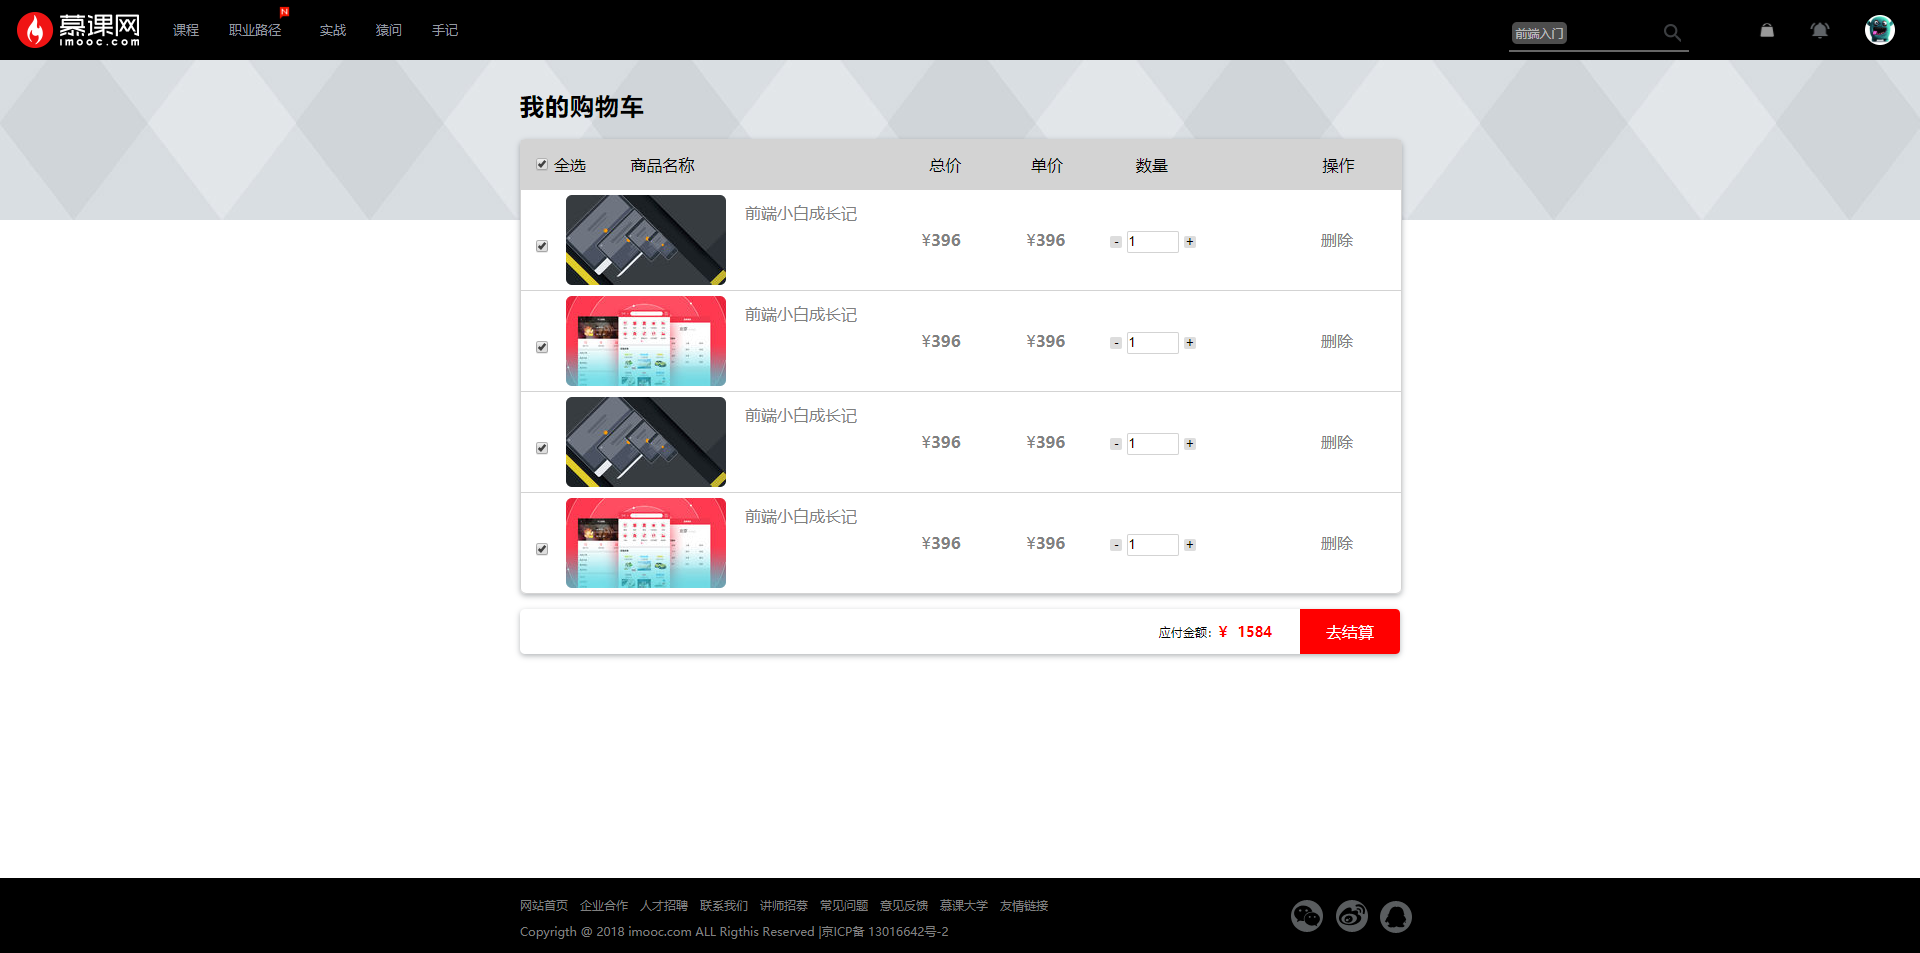 慕课网
imooc.com
课程 职业路径 N 实战 猿问 手记 前端入门
我的购物车
全选 商品名称 总价 单价 数量 操作
前端小白成长记
¥396 ¥396 - 1 + 删除
前端小白成长记
¥396 ¥396 - 1 + 删除
前端小白成长记
¥396 ¥396 - 1 + 删除
前端小白成长记
¥396 ¥396 - 1 + 删除
应付金额：¥ 1584 去结算
网站首页 企业合作 人才招聘 联系我们 讲师招募 常见问题 意见反馈 慕课大学 友情链接
Copyrigth @ 2018 imooc.com ALL Rigthis Reserved |京ICP备 13016642号-2